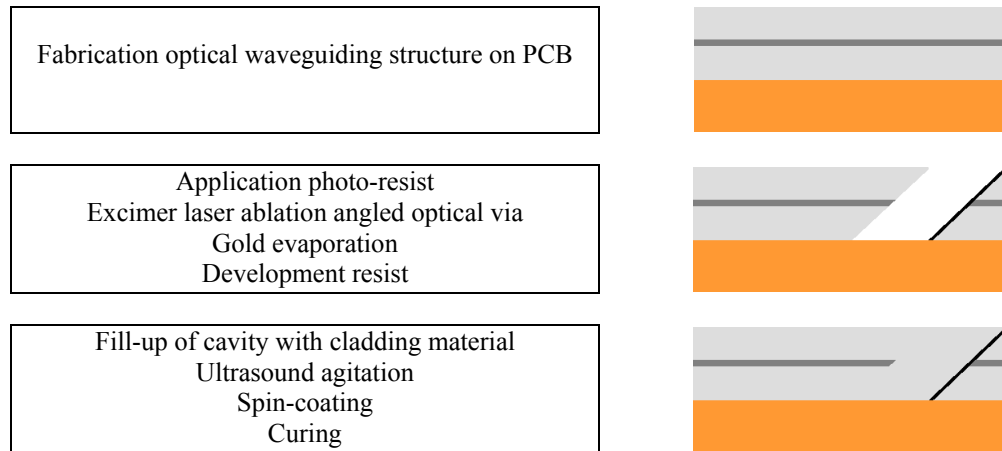 Fabrication optical waveguiding structure on PCB
Application photo-resist
Excimer laser ablation angled optical via
Gold evaporation
Development resist
Fill-up of cavity with cladding material
Ultrasound agitation
Spin-coating
Curing